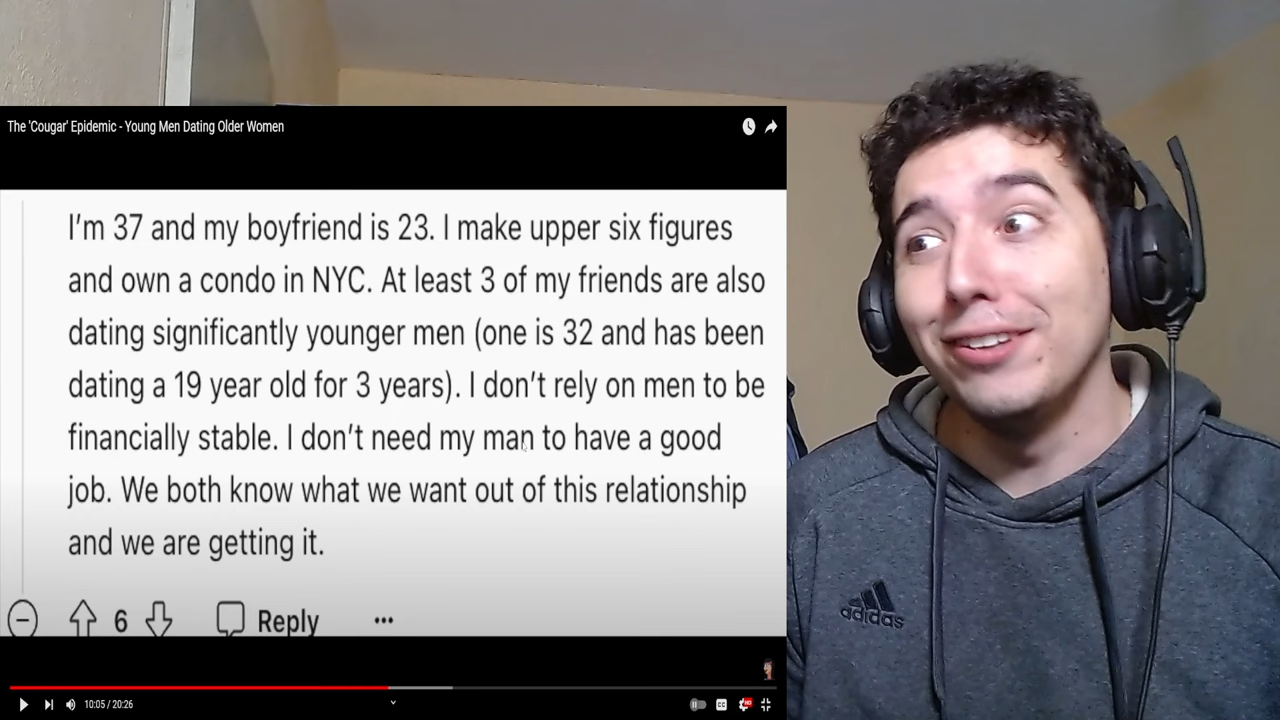 The 'Cougar' Epidemic - Young Men Dating Older Women
I'm 37 and my boyfriend is 23. I make upper six figures
and own a condo in NYC. At least 3 of my friends are also
dating significantly younger men (one is 32 and has been
dating a 19 year old for 3 years). I don't rely on men to be
financially stable. I don't need my man to have a good
job. We both know what we want out of this relationship
and we are getting it.
6 Reply
10:05 / 20:26
CC
HD
adidas